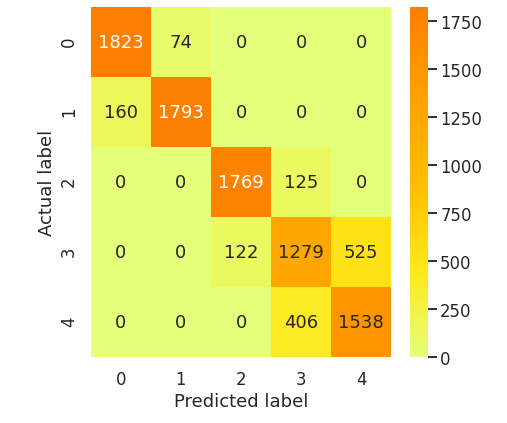 0 1823 74 0 0 0
1 160 1793 0 0 0
2 0 0 1769 125 0
3 0 0 122 1279 525
4 0 0 0 406 1538
0 1 2 3 4
Predicted label
Actual label
1750
1500
1250
1000
750
500
250
0